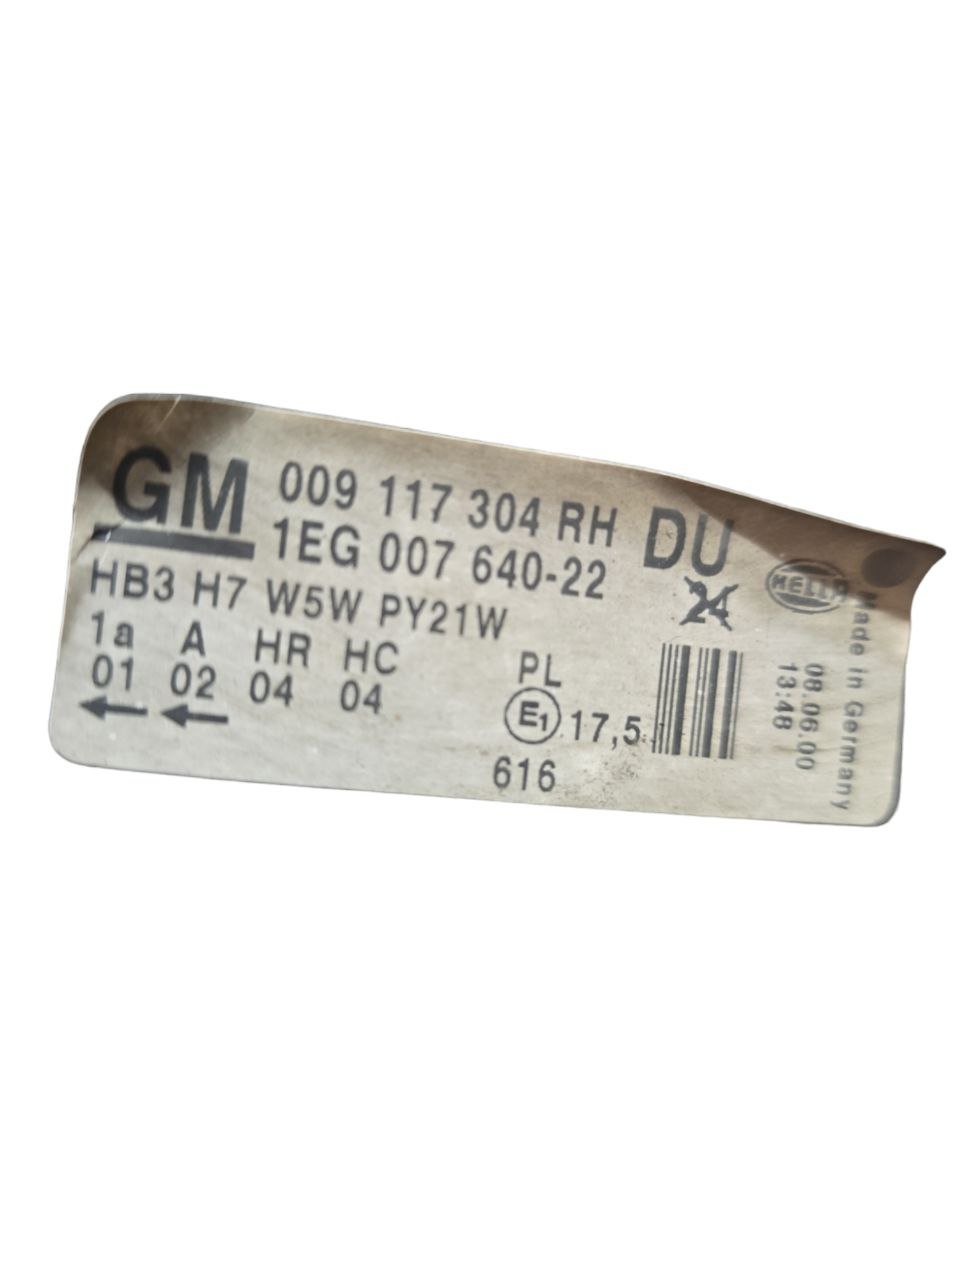 GM 009 117 304 RH DU
1EG 007 640-22 24
HB3 H7 W5W PY21W
1a A HR HC
01 02 04 04
PL
E1 17,5
616
HELLA
08.06.00
13:48
Made in Germany